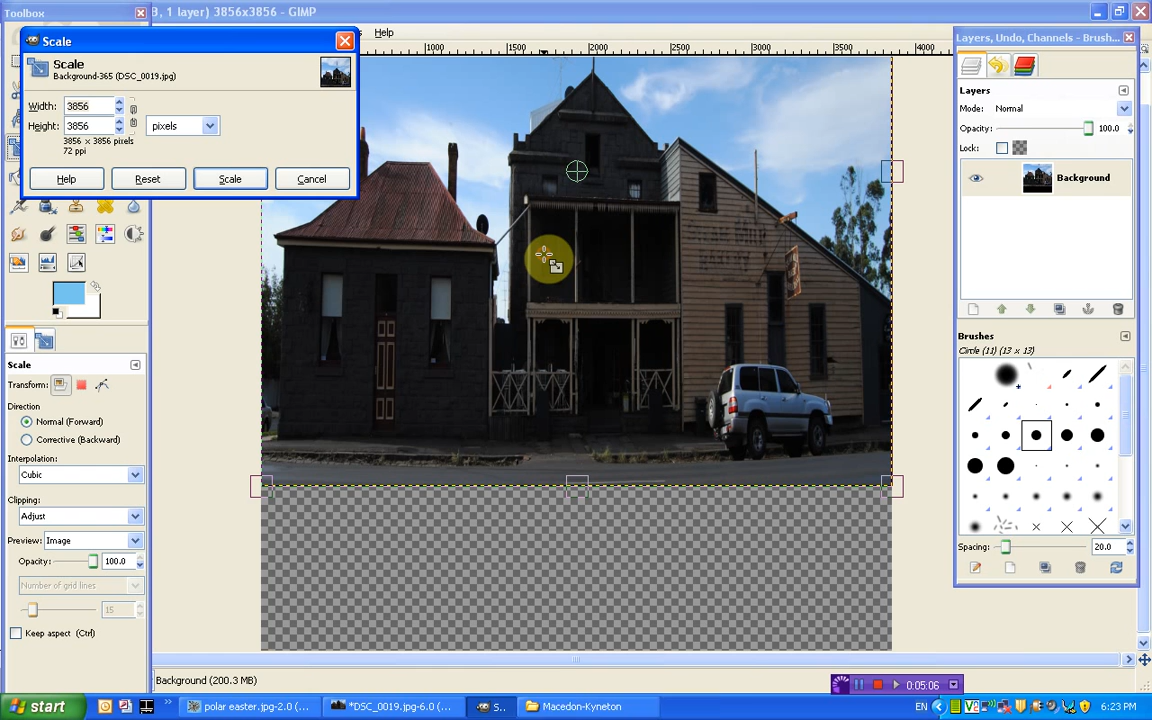 Toolbox
3, 1 layer) 3856x3856 - GIMP
Help
Scale
Scale
Background-365 (DSC_0019.jpg)
Width: 3856
Height: 3856
pixels
3856 × 3856 pixels
72 ppi
Help
Reset
Scale
Cancel
1000
1500
2000
2500
3000
3500
4000
Layers, Undo, Channels - Brush...
Layers
Mode: Normal
Opacity: 100.0
Lock:
Background
Brushes
Circle (11) (13 × 13)
Spacing: 20.0
Scale
Transform:
Direction
Normal (Forward)
Corrective (Backward)
Interpolation:
Cubic
Clipping:
Adjust
Preview: Image
Opacity: 100.0
Number of grid lines
15
Keep aspect (Ctrl)
Background (200.3 MB)
0:05:06
start
polar easter.jpg-2.0 (...
*DSC_0019.jpg-6.0 (...
S..
Macedon-Kyneton
EN
6:23 PM